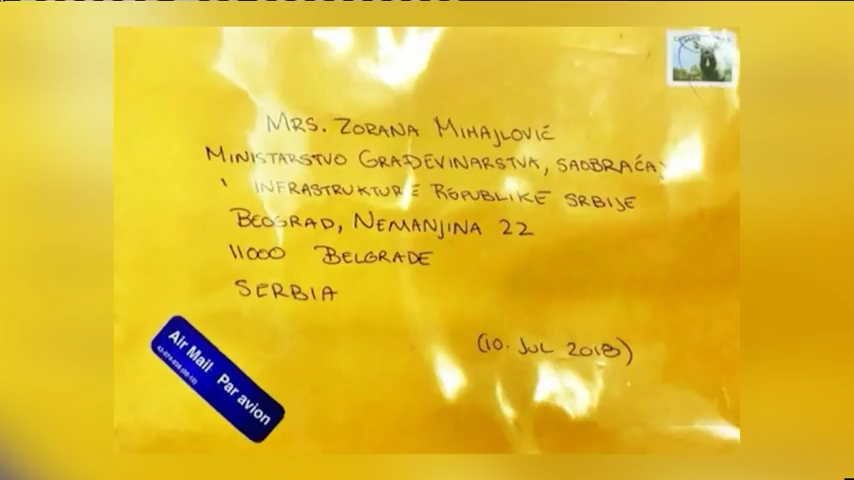 MRS. ZORANA MIHAJLOVIĆ
MINISTARSTVO GRAĐEVINARSTVA, SAOBRAĆAJ
I INFRASTRUKTURE REPUBLIKE SRBIJE
BEOGRAD, NEMANJINA 22
11000 BELGRADE
SERBIA
(10. JUL 2018)
Air Mail Par avion